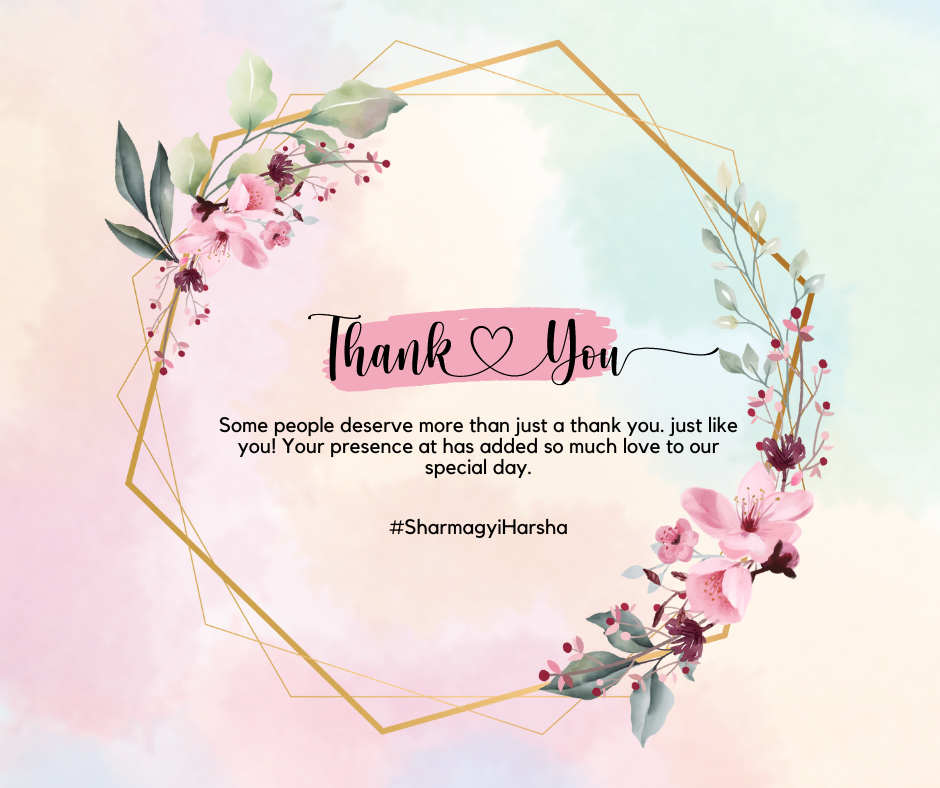 Thank You
Some people deserve more than just a thank you. just like
you! Your presence at has added so much love to our
special day.
#SharmagyiHarsha